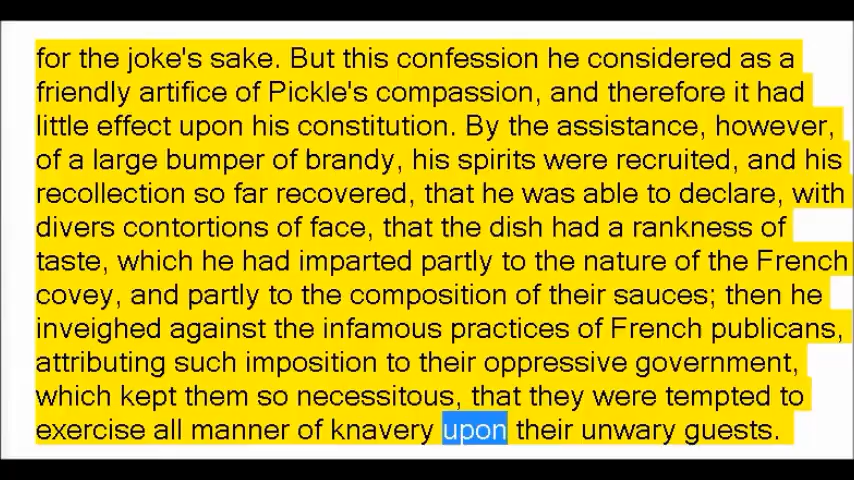 for the joke's sake. But this confession he considered as a
friendly artifice of Pickle's compassion, and therefore it had
little effect upon his constitution. By the assistance, however,
of a large bumper of brandy, his spirits were recruited, and his
recollection so far recovered, that he was able to declare, with
divers contortions of face, that the dish had a rankness of
taste, which he had imparted partly to the nature of the French
covey, and partly to the composition of their sauces; then he
inveighed against the infamous practices of French publicans,
attributing such imposition to their oppressive government,
which kept them so necessitous, that they were tempted to
exercise all manner of knavery upon their unwary guests.